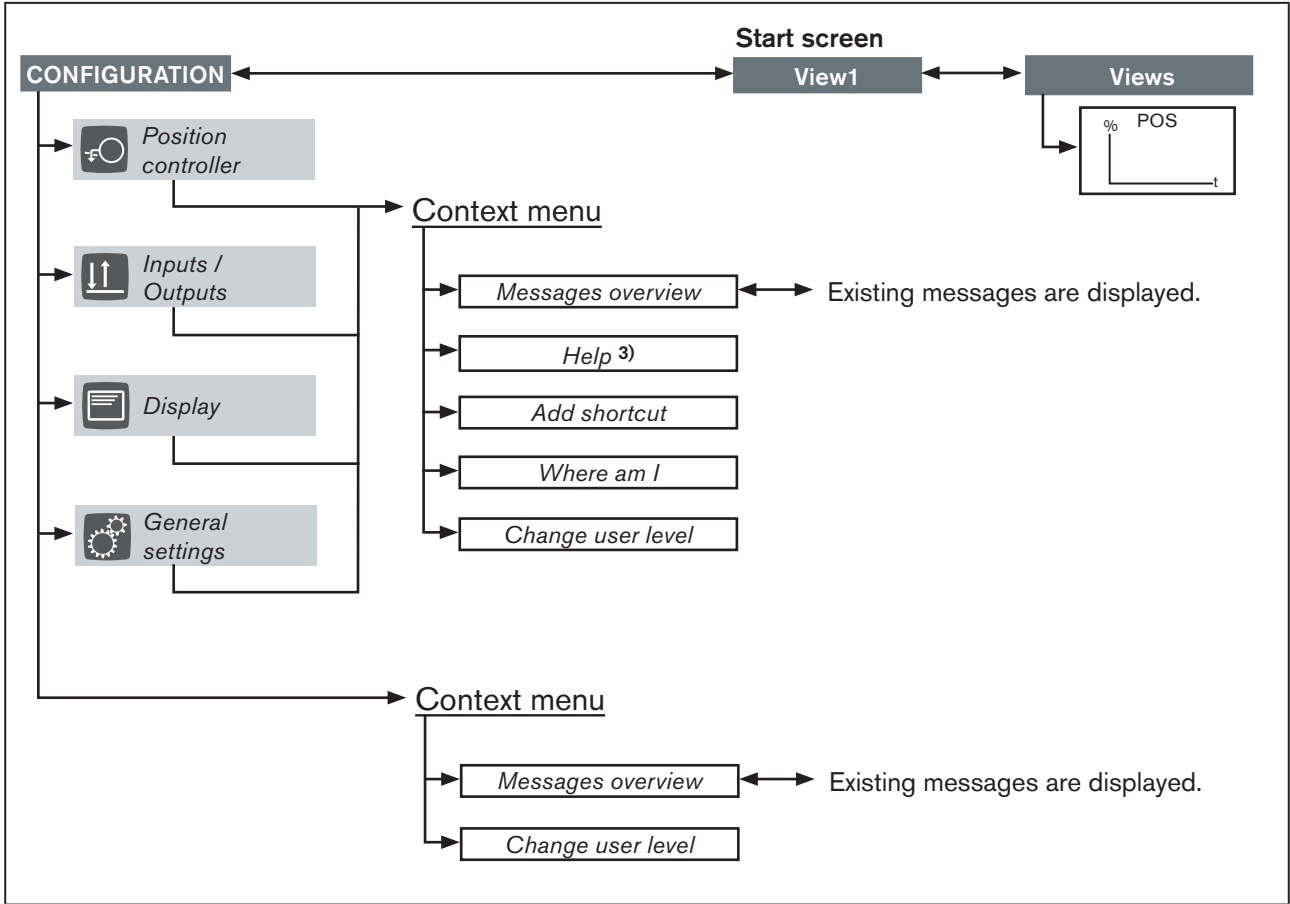 Start screen
CONFIGURATION
View1
Views
% POS
t
Position
controller
Context menu
Inputs /
Outputs
Messages overview
Existing messages are displayed.
Help 3)
Display
Add shortcut
Where am I
General
settings
Change user level
Context menu
Messages overview
Existing messages are displayed.
Change user level